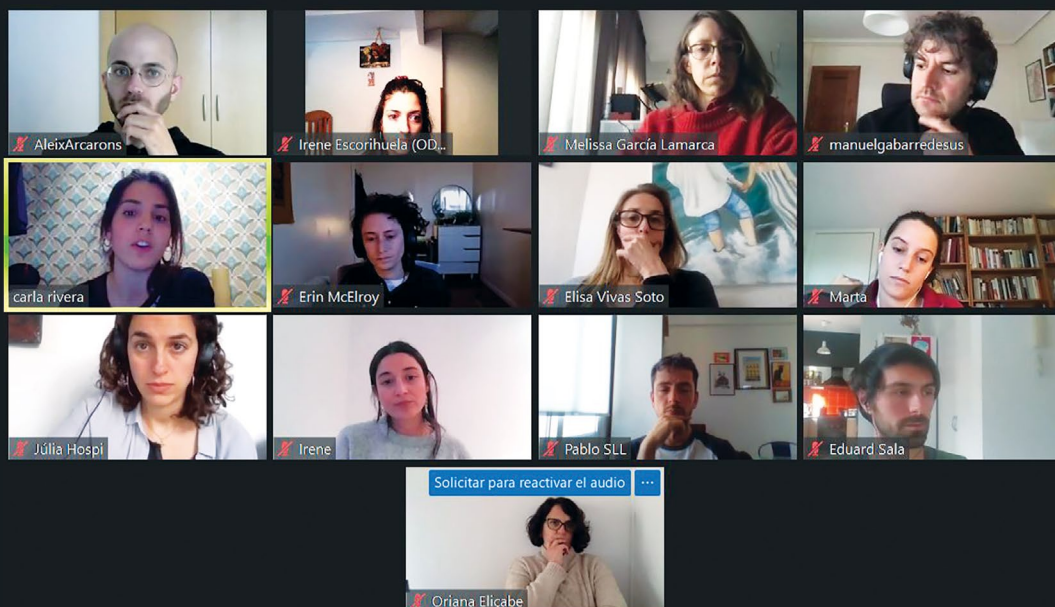 AleixArcarons
Irene Escorihuela (OD...
Melissa García Lamarca
manuelgabarredesus
carla rivera
Erin McElroy
Elisa Vivas Soto
Marta
Júlia Hospi
Irene
Pablo SLL
Eduard Sala
Solicitar para reactivar el audio
...
Oriana Elicabe